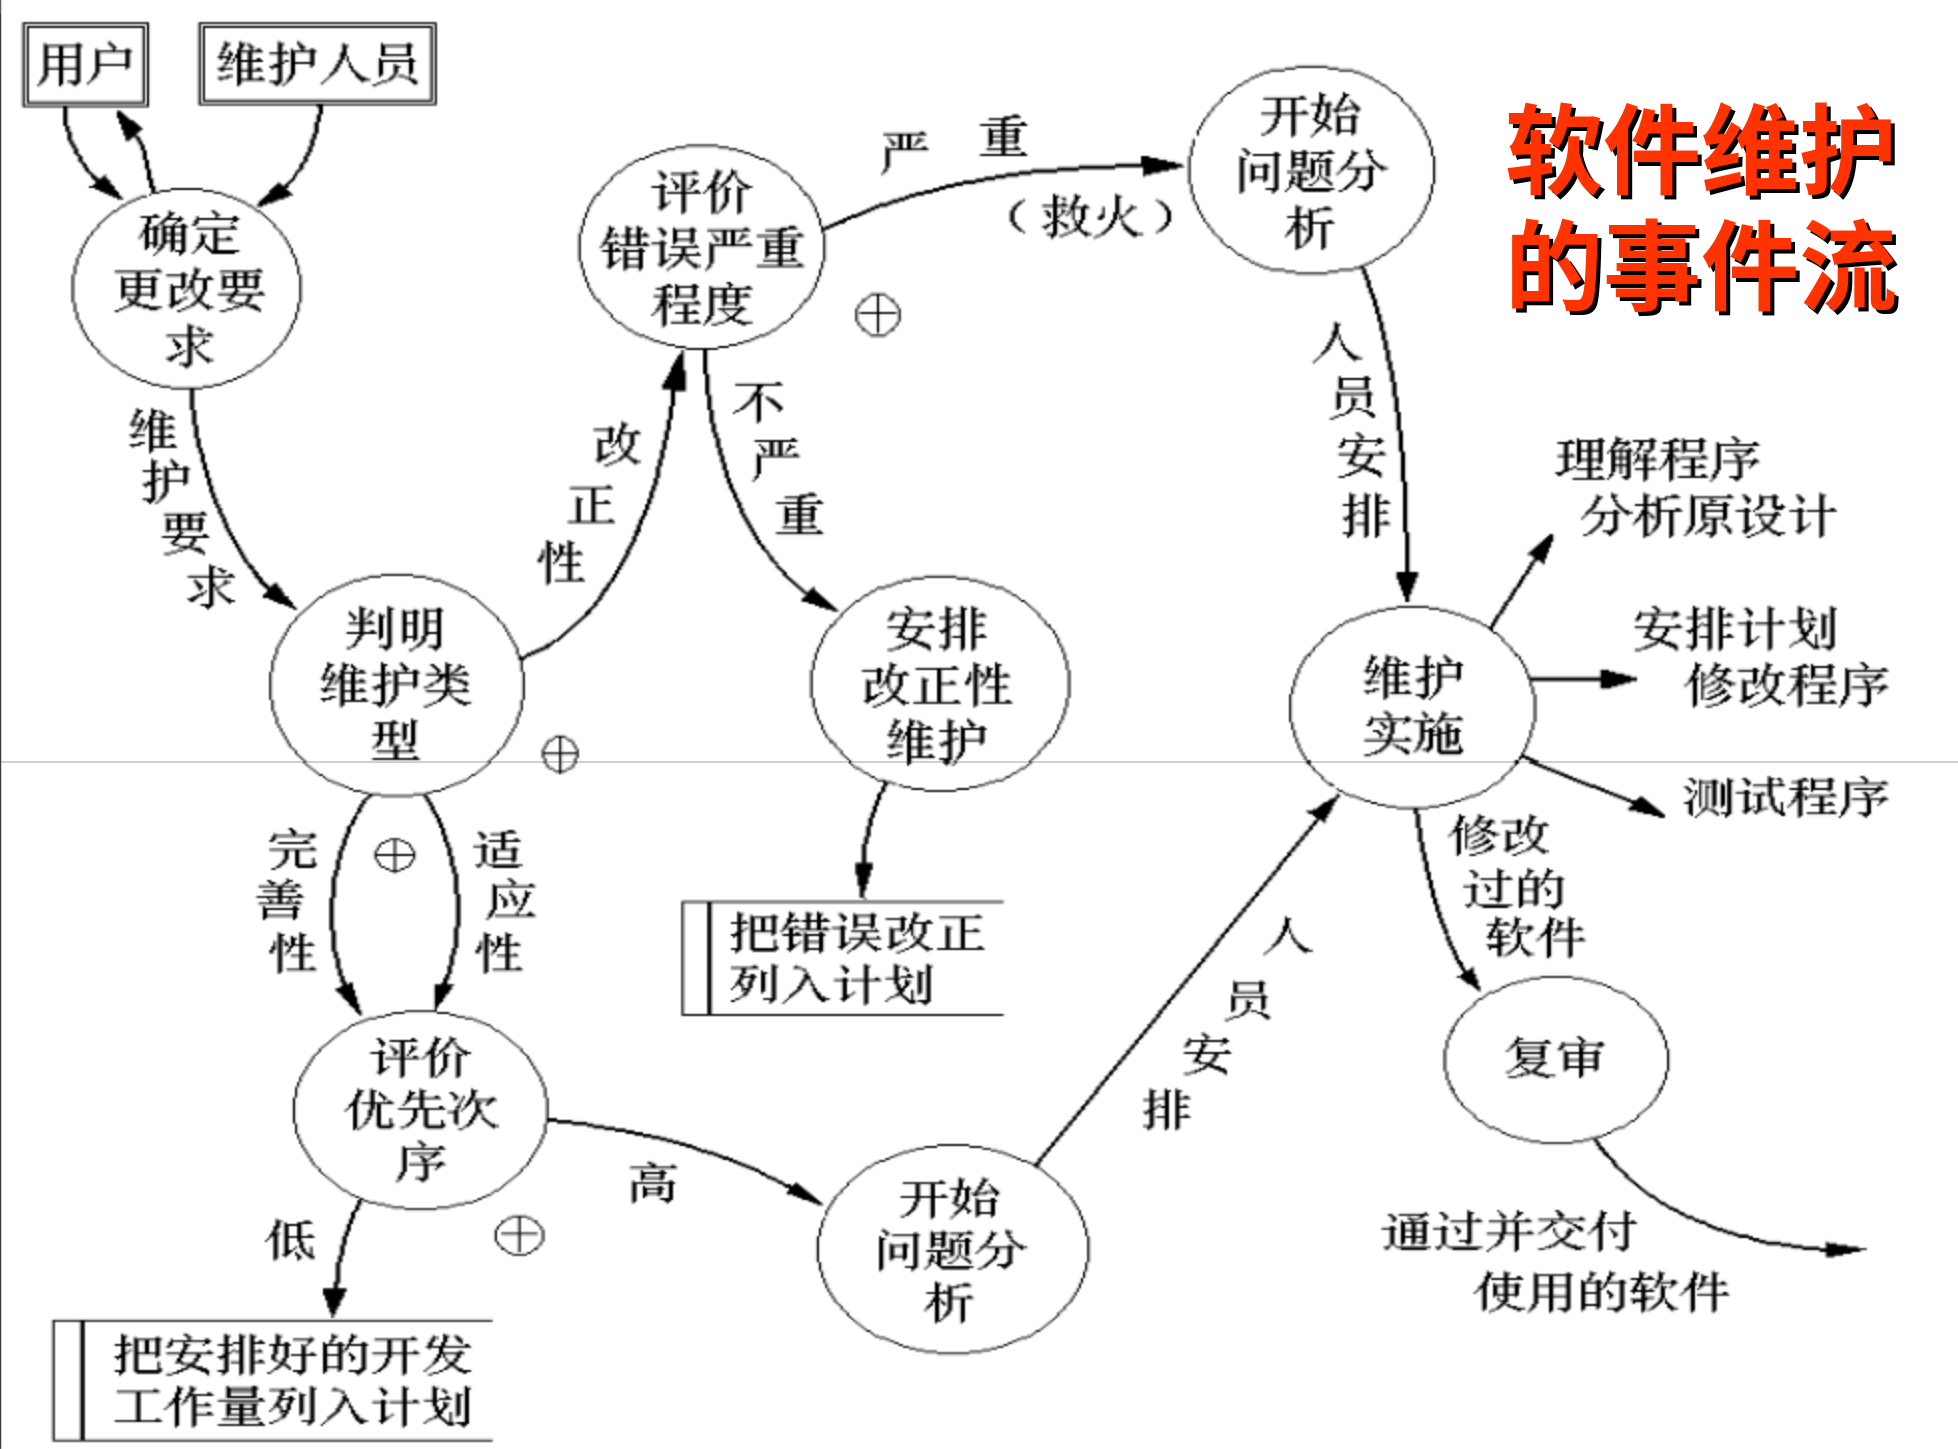 用户
维护人员
软件维护
的事件流
确定
更改要
求
维护要求
判明
维护类
型
改正性
评价
错误严重
程度
严重
（救火）
开始
问题分
析
不严重
安排
改正性
维护
把错误改正
列入计划
人员安排
维护
实施
理解程序
分析原设计
安排计划
修改程序
测试程序
修改
过的
软件
复审
通过并交付
使用的软件
完善性
适应性
评价
优先次
序
高
低
把安排好的开发
工作量列入计划
开始
问题分
析
人员安排